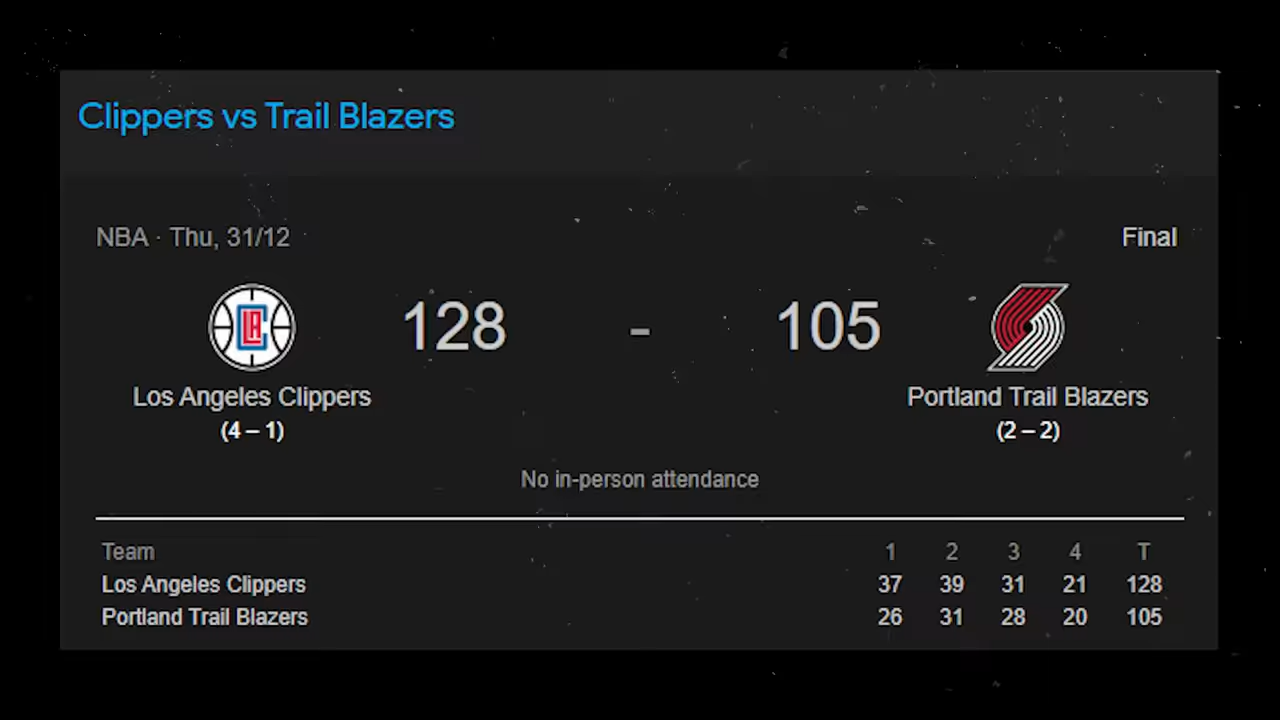 Clippers vs Trail Blazers
NBA · Thu, 31/12 Final
LA
128 - 105
Los Angeles Clippers Portland Trail Blazers
(4 – 1) (2 – 2)
No in-person attendance
Team 1 2 3 4 T
Los Angeles Clippers 37 39 31 21 128
Portland Trail Blazers 26 31 28 20 105